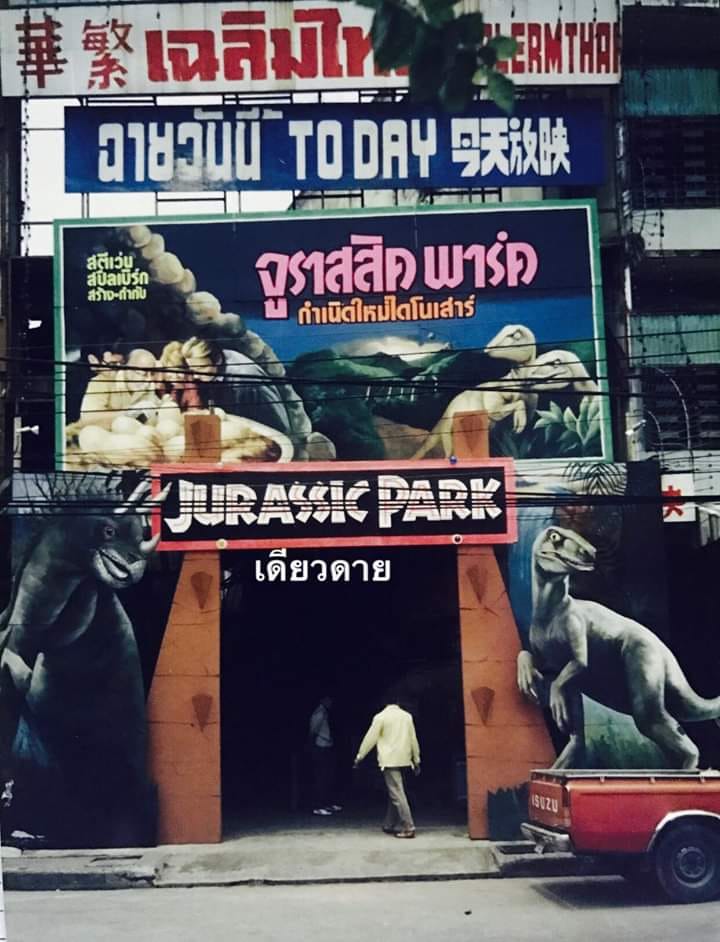 華 繁 เฉลิมไทย CHALERMTHAI
ฉายวันนี้ TODAY 今天放映
สตีเว่น
สปีลเบิร์ก
สร้าง-กำกับ
จูราสสิค พาร์ค
กำเนิดใหม่ไดโนเสาร์
JURASSIC PARK
เดียวดาย
ISUZU